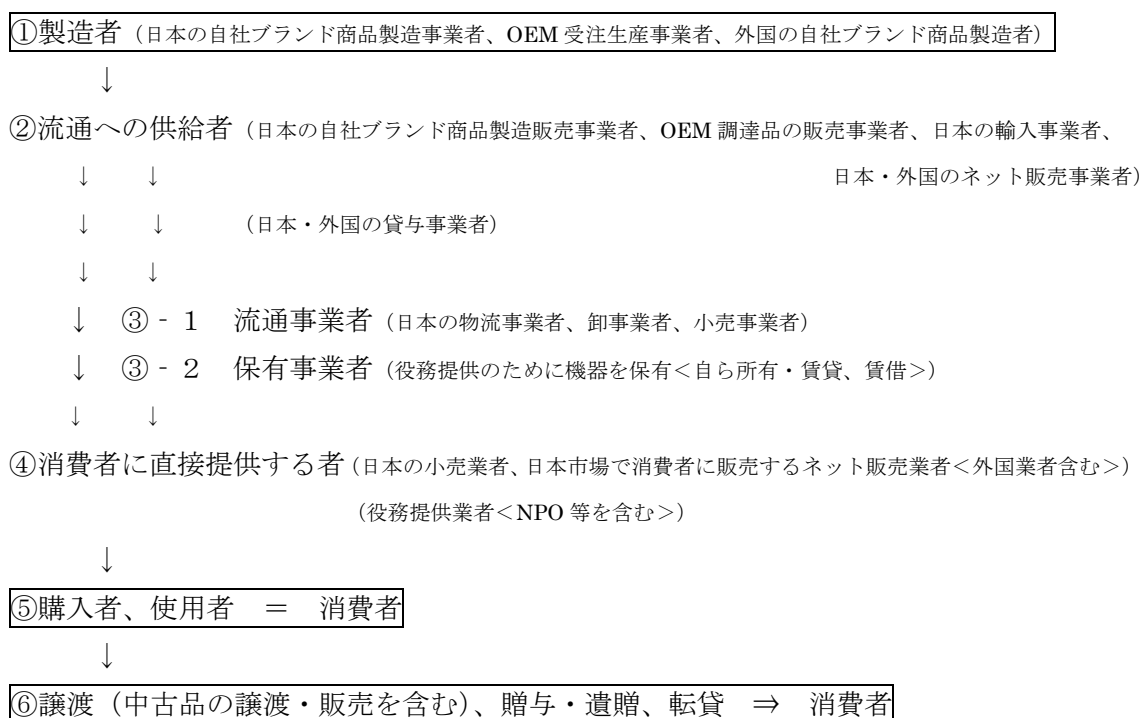 ①製造者（日本の自社ブランド商品製造事業者、OEM 受注生産事業者、外国の自社ブランド商品製造者）
↓
②流通への供給者（日本の自社ブランド商品製造販売事業者、OEM 調達品の販売事業者、日本の輸入事業者、
↓ ↓ 日本・外国のネット販売事業者）
↓ ↓ （日本・外国の貸与事業者）
↓ ↓
↓ ③‐１ 流通事業者（日本の物流事業者、卸事業者、小売事業者）
↓ ③‐２ 保有事業者（役務提供のために機器を保有＜自ら所有・賃貸、賃借＞）
↓ ↓
④消費者に直接提供する者（日本の小売業者、日本市場で消費者に販売するネット販売業者＜外国業者含む＞）
（役務提供業者＜NPO 等を含む＞）
↓
⑤購入者、使用者 ＝ 消費者
↓
⑥譲渡（中古品の譲渡・販売を含む）、贈与・遺贈、転貸 ⇒ 消費者